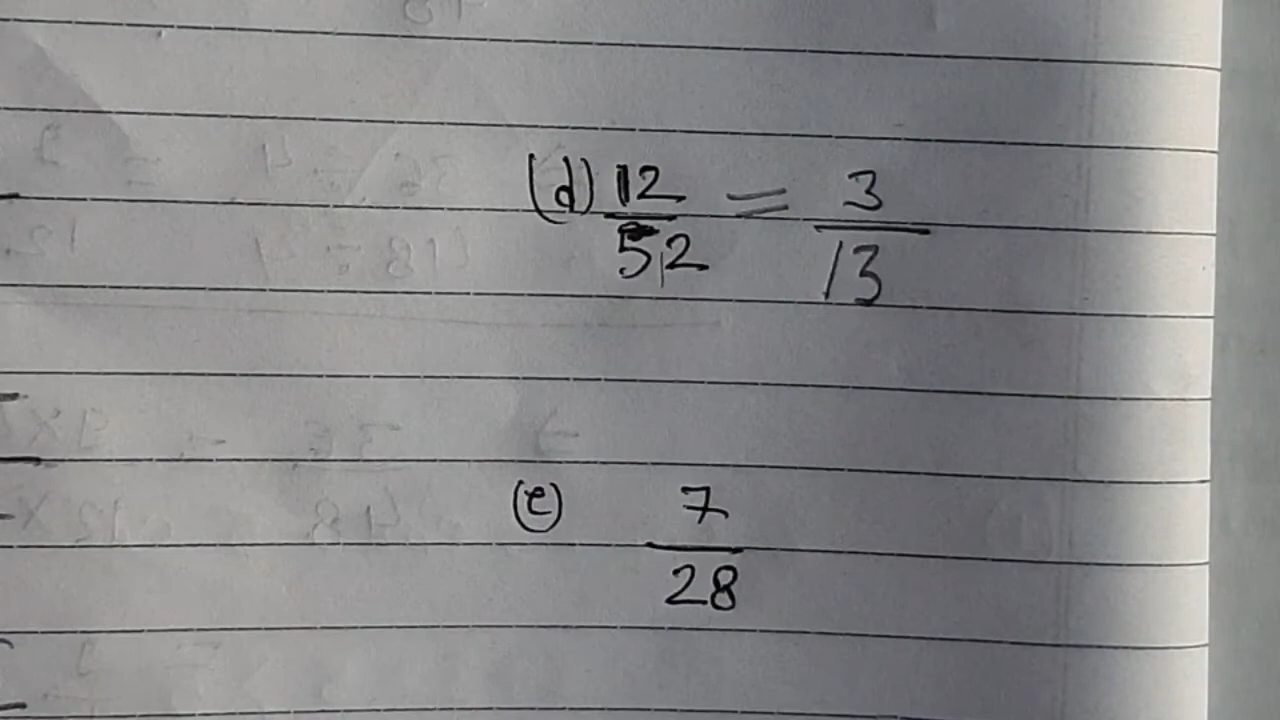 (d) 12/52 = 3/13
(e) 7/28